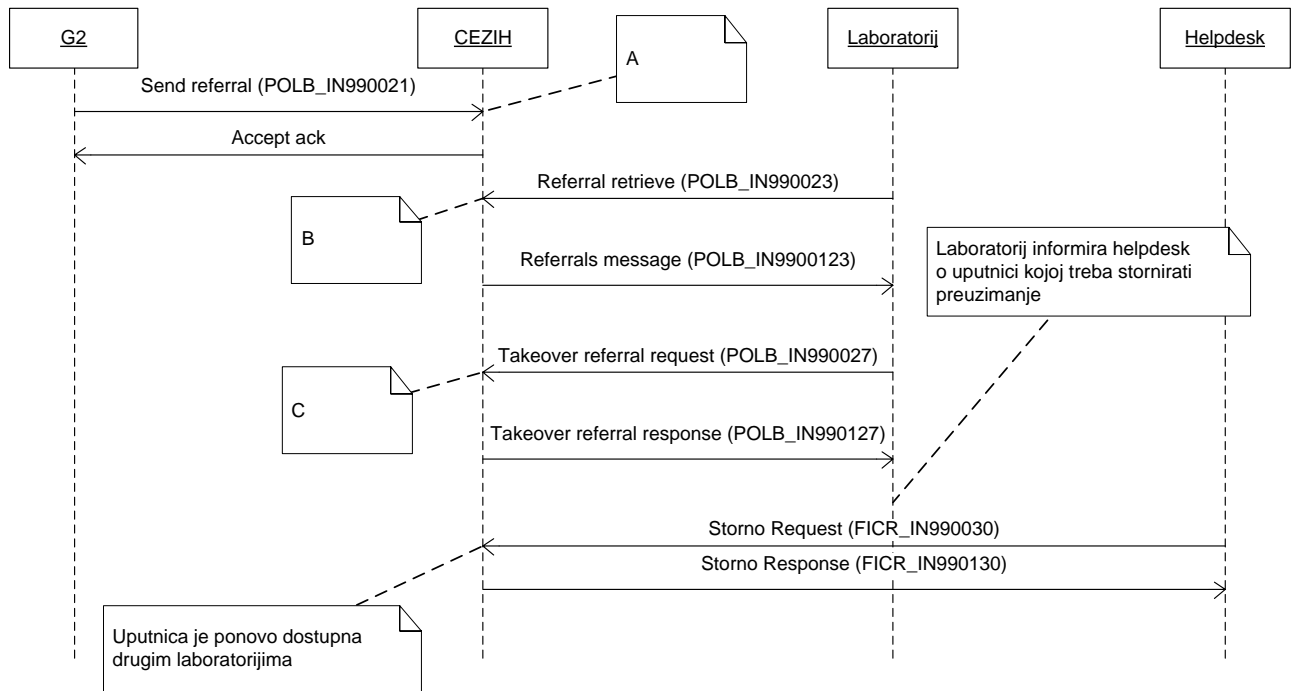 G2
CEZIH
Laboratorij
Helpdesk
A
Send referral (POLB_IN990021)
Accept ack
Referral retrieve (POLB_IN990023)
B
Laboratorij informira helpdesk
o uputnici kojoj treba stornirati
preuzimanje
Referrals message (POLB_IN9900123)
Takeover referral request (POLB_IN990027)
C
Takeover referral response (POLB_IN990127)
Storno Request (FICR_IN990030)
Storno Response (FICR_IN990130)
Uputnica je ponovo dostupna
drugim laboratorijima